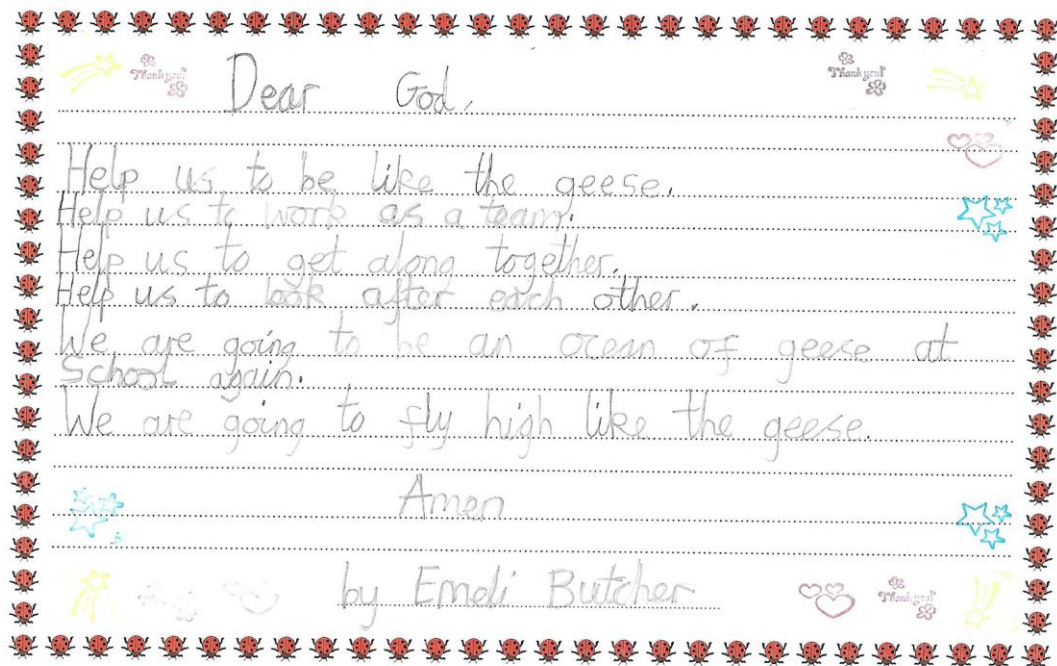 Thank you!
Thank you!
Dear God.
Help us to be like the geese.
Help us to work as a team.
Help us to get along together.
Help us to look after each other.
We are going to be an ocean of geese at
School again.
We are going to fly high like the geese.
Amen
by Emeli Butcher
Thank you!
Thank you!